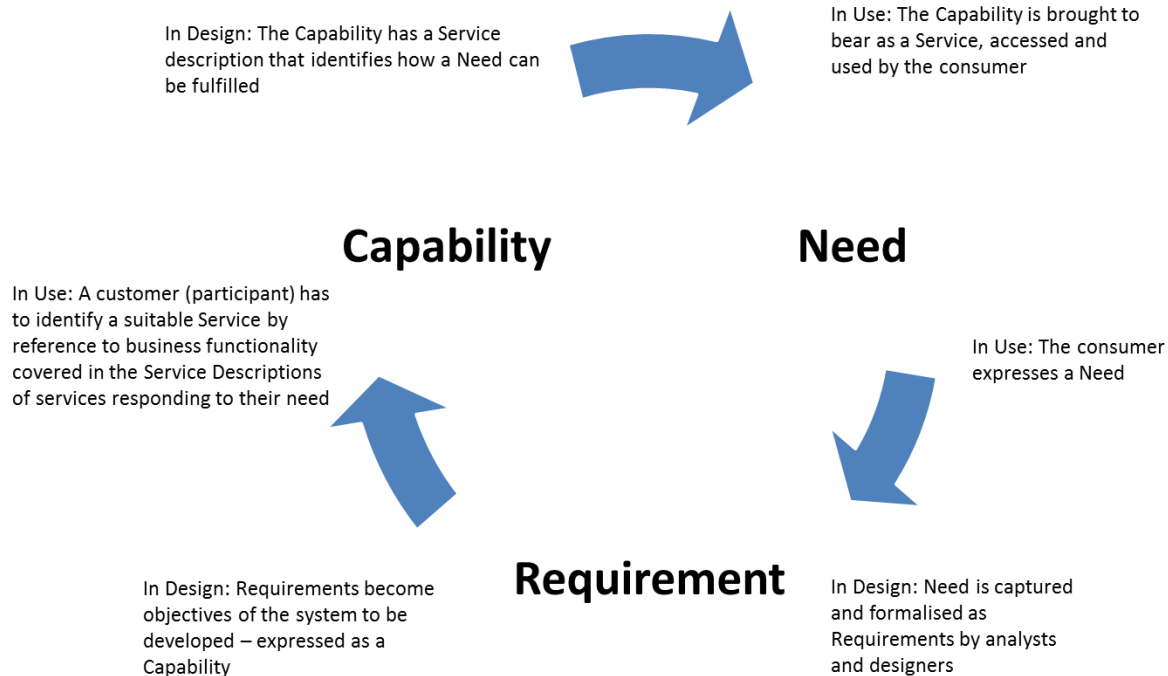 In Design: The Capability has a Service
description that identifies how a Need can
be fulfilled
In Use: The Capability is brought to
bear as a Service, accessed and
used by the consumer
Capability
Need
In Use: A customer (participant) has
to identify a suitable Service by
reference to business functionality
covered in the Service Descriptions
of services responding to their need
In Use: The consumer
expresses a Need
Requirement
In Design: Requirements become
objectives of the system to be
developed – expressed as a
Capability
In Design: Need is captured
and formalised as
Requirements by analysts
and designers